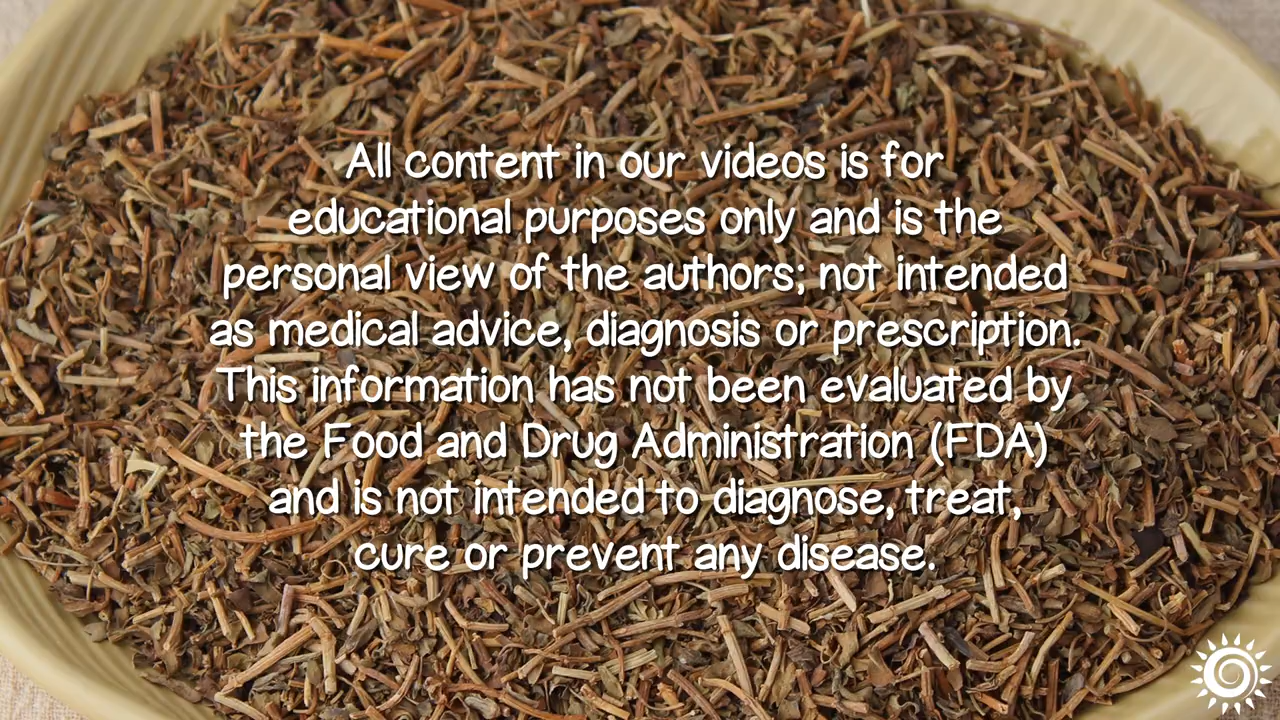 All content in our videos is for
educational purposes only and is the
personal view of the authors; not intended
as medical advice, diagnosis or prescription.
This information has not been evaluated by
the Food and Drug Administration (FDA)
and is not intended to diagnose, treat,
cure or prevent any disease.